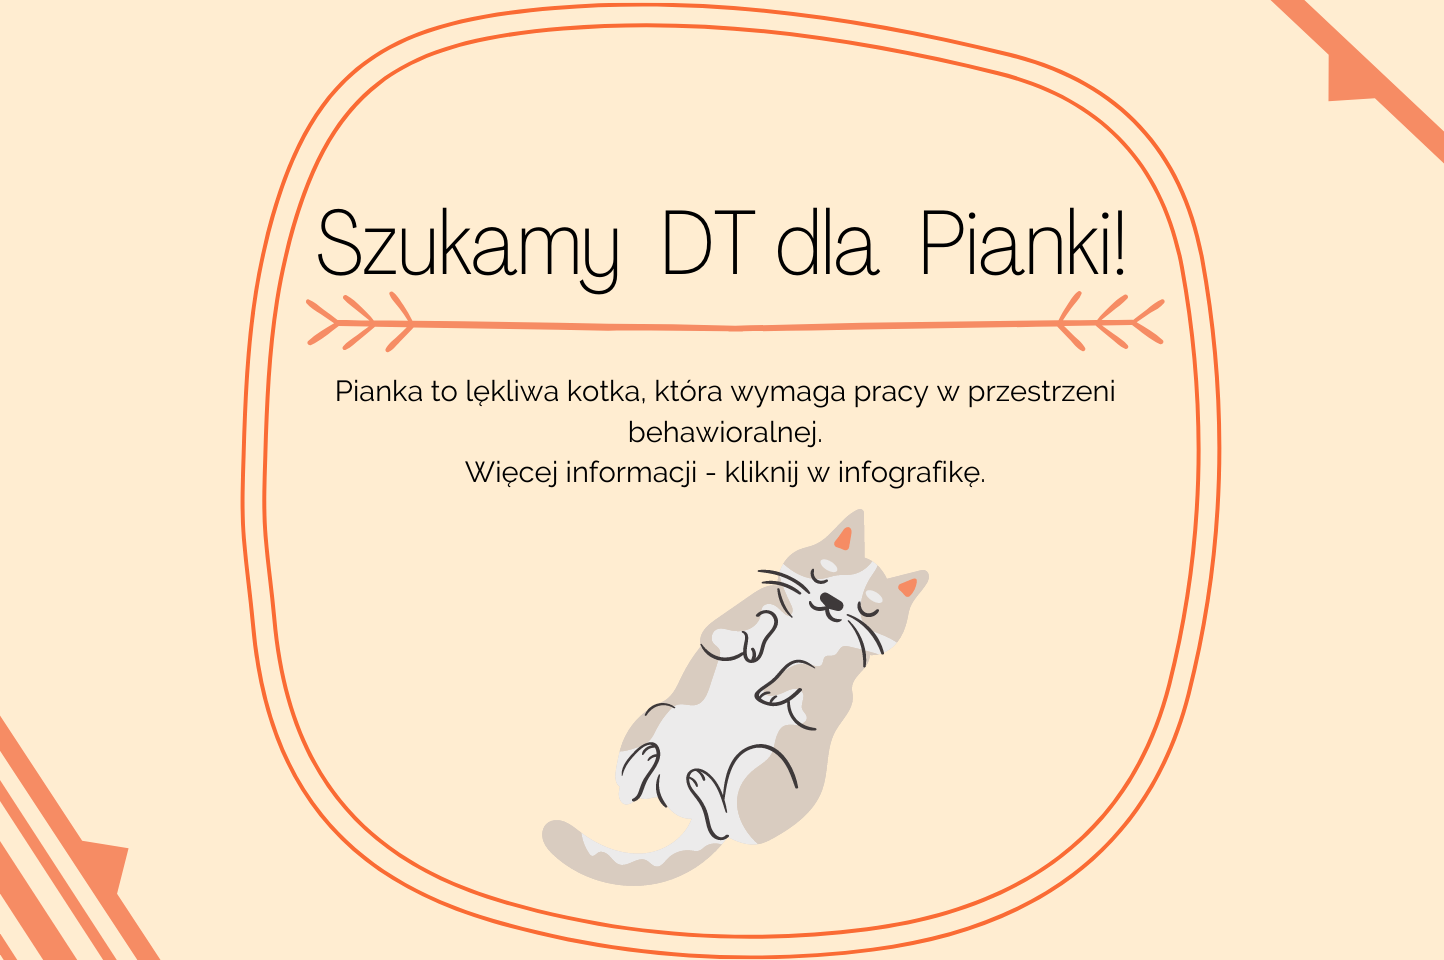 Szukamy DT dla Pianki!
Pianka to lękliwa kotka, która wymaga pracy w przestrzeni
behawioralnej.
Więcej informacji - kliknij w infografikę.